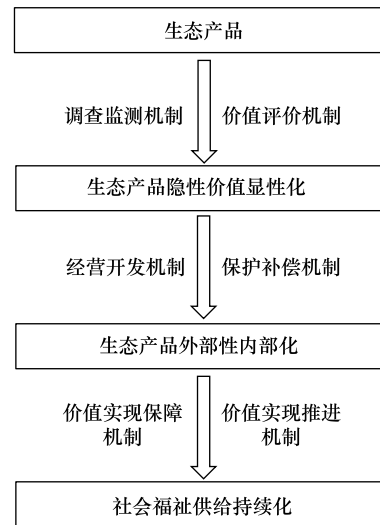 生态产品
调查监测机制 价值评价机制
生态产品隐性价值显性化
经营开发机制 保护补偿机制
生态产品外部性内部化
价值实现保障 价值实现推进
机制 机制
社会福祉供给持续化